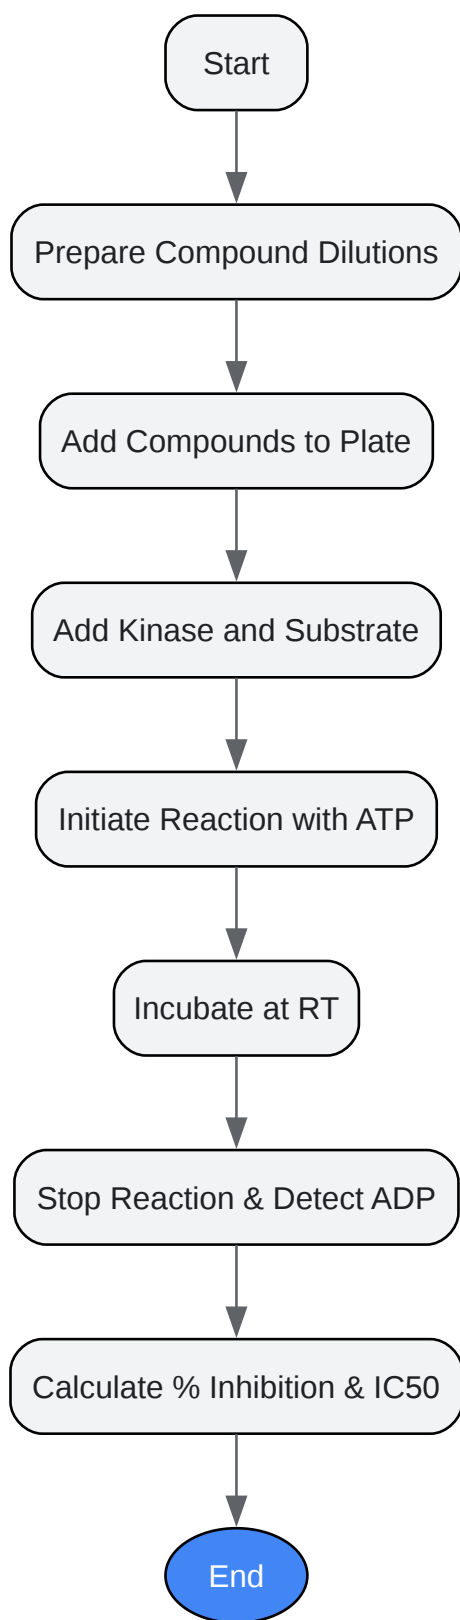 Start
Prepare Compound Dilutions
Add Compounds to Plate
Add Kinase and Substrate
Initiate Reaction with ATP
Incubate at RT
Stop Reaction & Detect ADP
Calculate % Inhibition & IC50
End